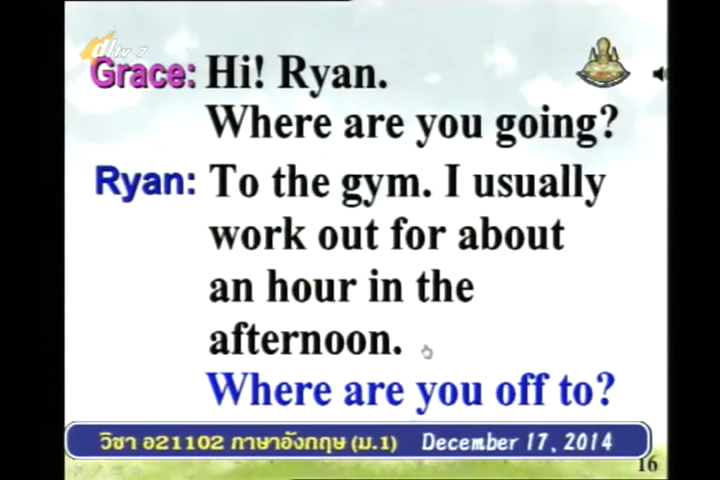 dltv 7
Grace: Hi! Ryan.
Where are you going?
Ryan: To the gym. I usually
work out for about
an hour in the
afternoon.
Where are you off to?
วิชา อ21102 ภาษาอังกฤษ (ม.1) December 17, 2014
16